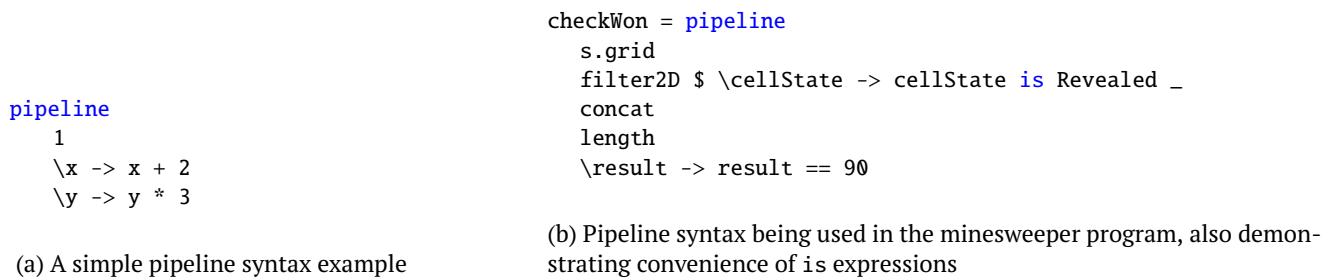 pipeline
1
\x -> x + 2
\y -> y * 3
(a) A simple pipeline syntax example
checkWon = pipeline
s.grid
filter2D $ \cellState -> cellState is Revealed _
concat
length
\result -> result == 90
(b) Pipeline syntax being used in the minesweeper program, also demon-
strating convenience of is expressions